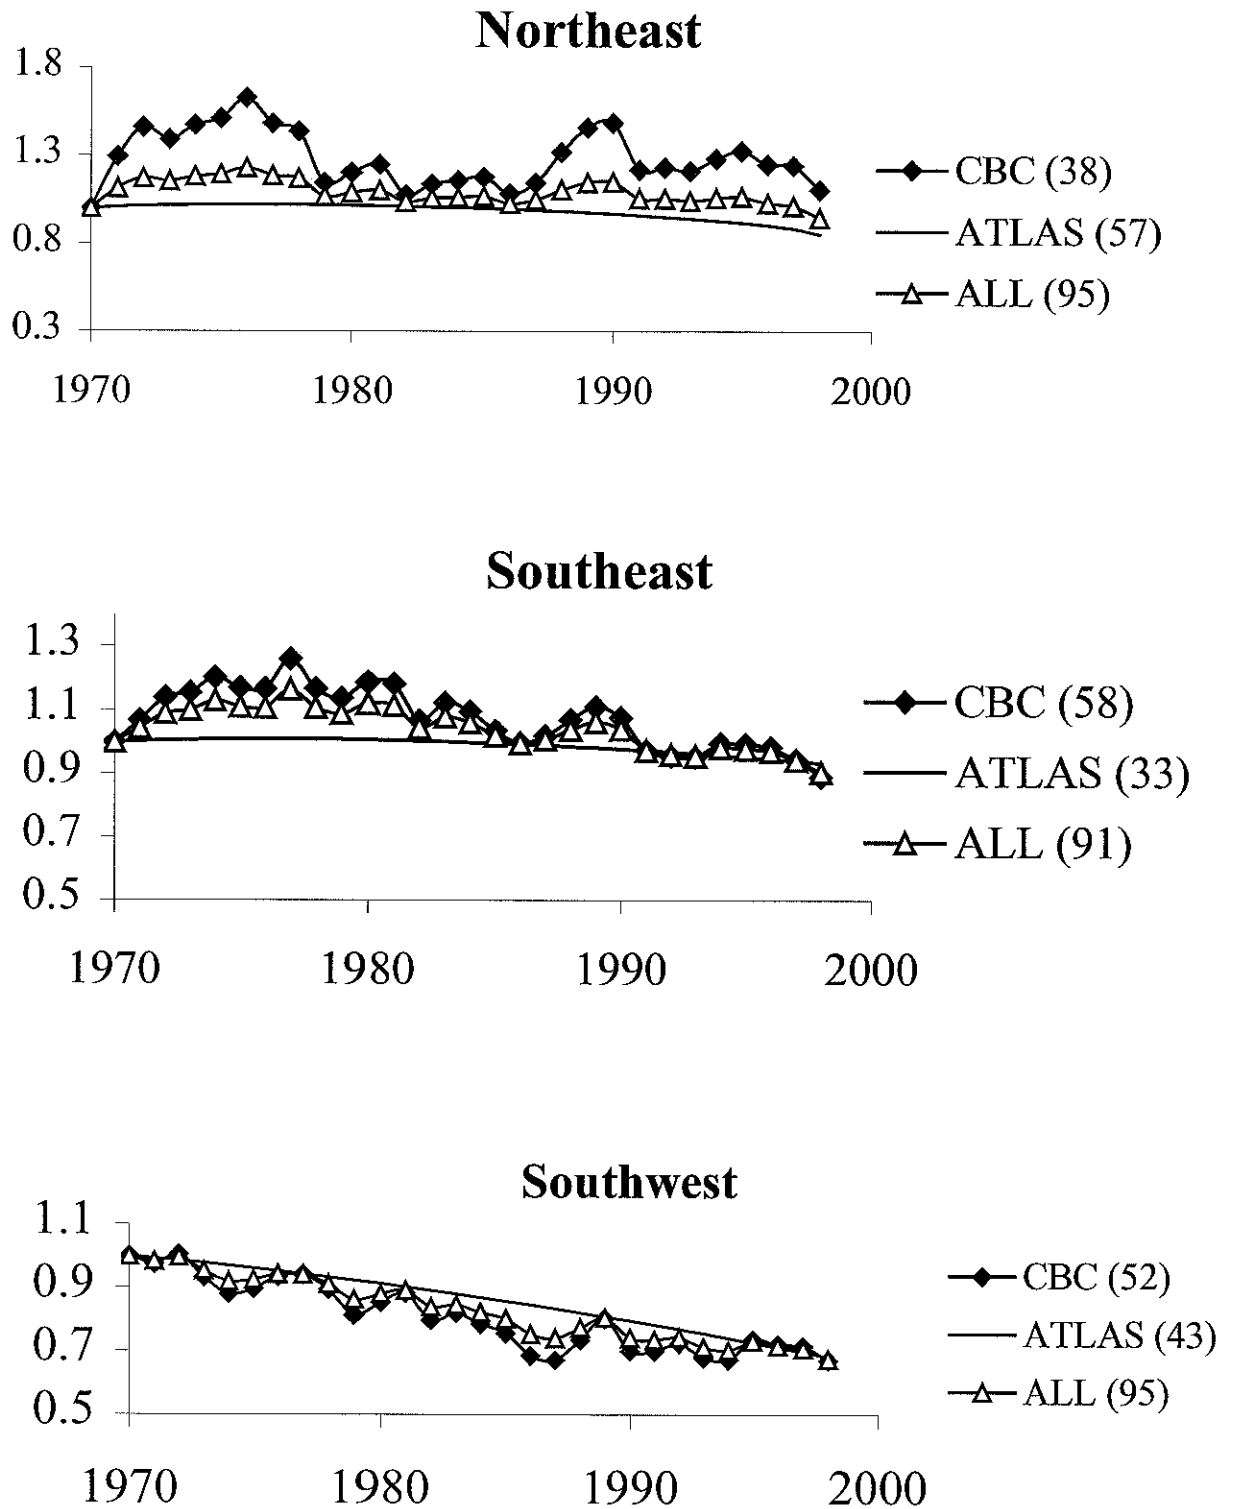 Northeast
1.8
1.3
0.8
0.3
1970 1980 1990 2000
CBC (38)
ATLAS (57)
ALL (95)
Southeast
1.3
1.1
0.9
0.7
0.5
1970 1980 1990 2000
CBC (58)
ATLAS (33)
ALL (91)
Southwest
1.1
0.9
0.7
0.5
1970 1980 1990 2000
CBC (52)
ATLAS (43)
ALL (95)